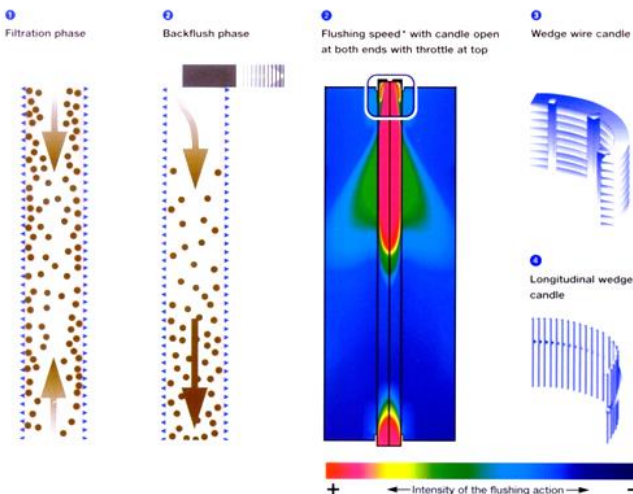 1
Filtration phase
2
Backflush phase
2
Flushing speed* with candle open
at both ends with throttle at top
3
Wedge wire candle
4
Longitudinal wedge
candle
+ Intensity of the flushing action -